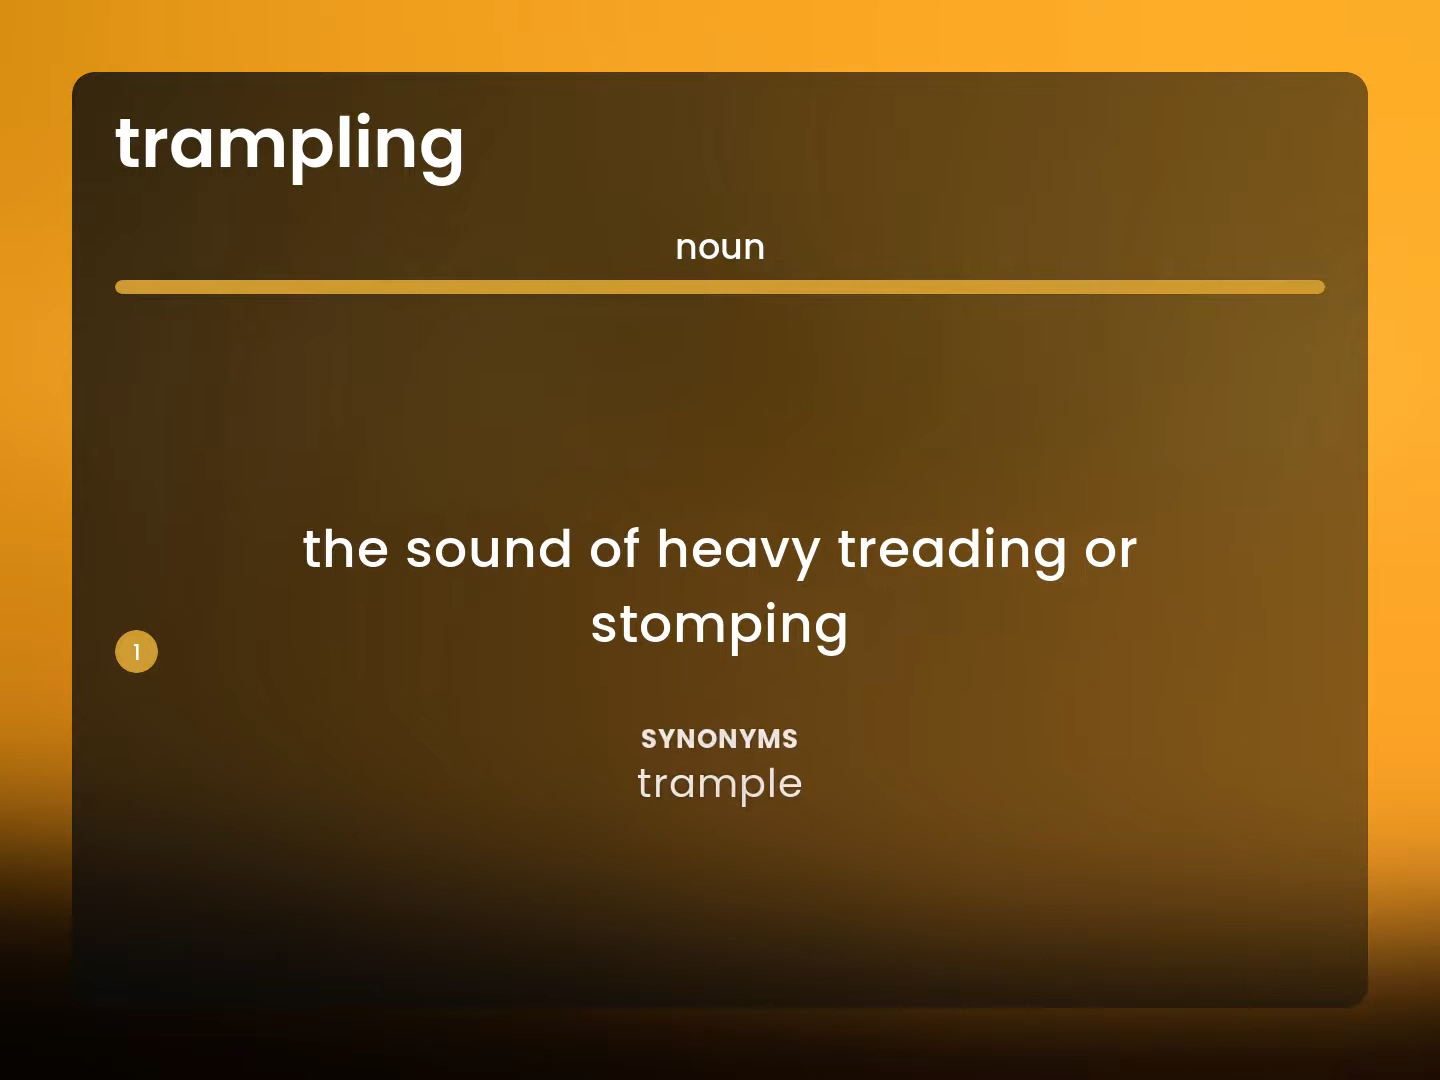 trampling
noun
the sound of heavy treading or
stomping
1
SYNONYMS
trample